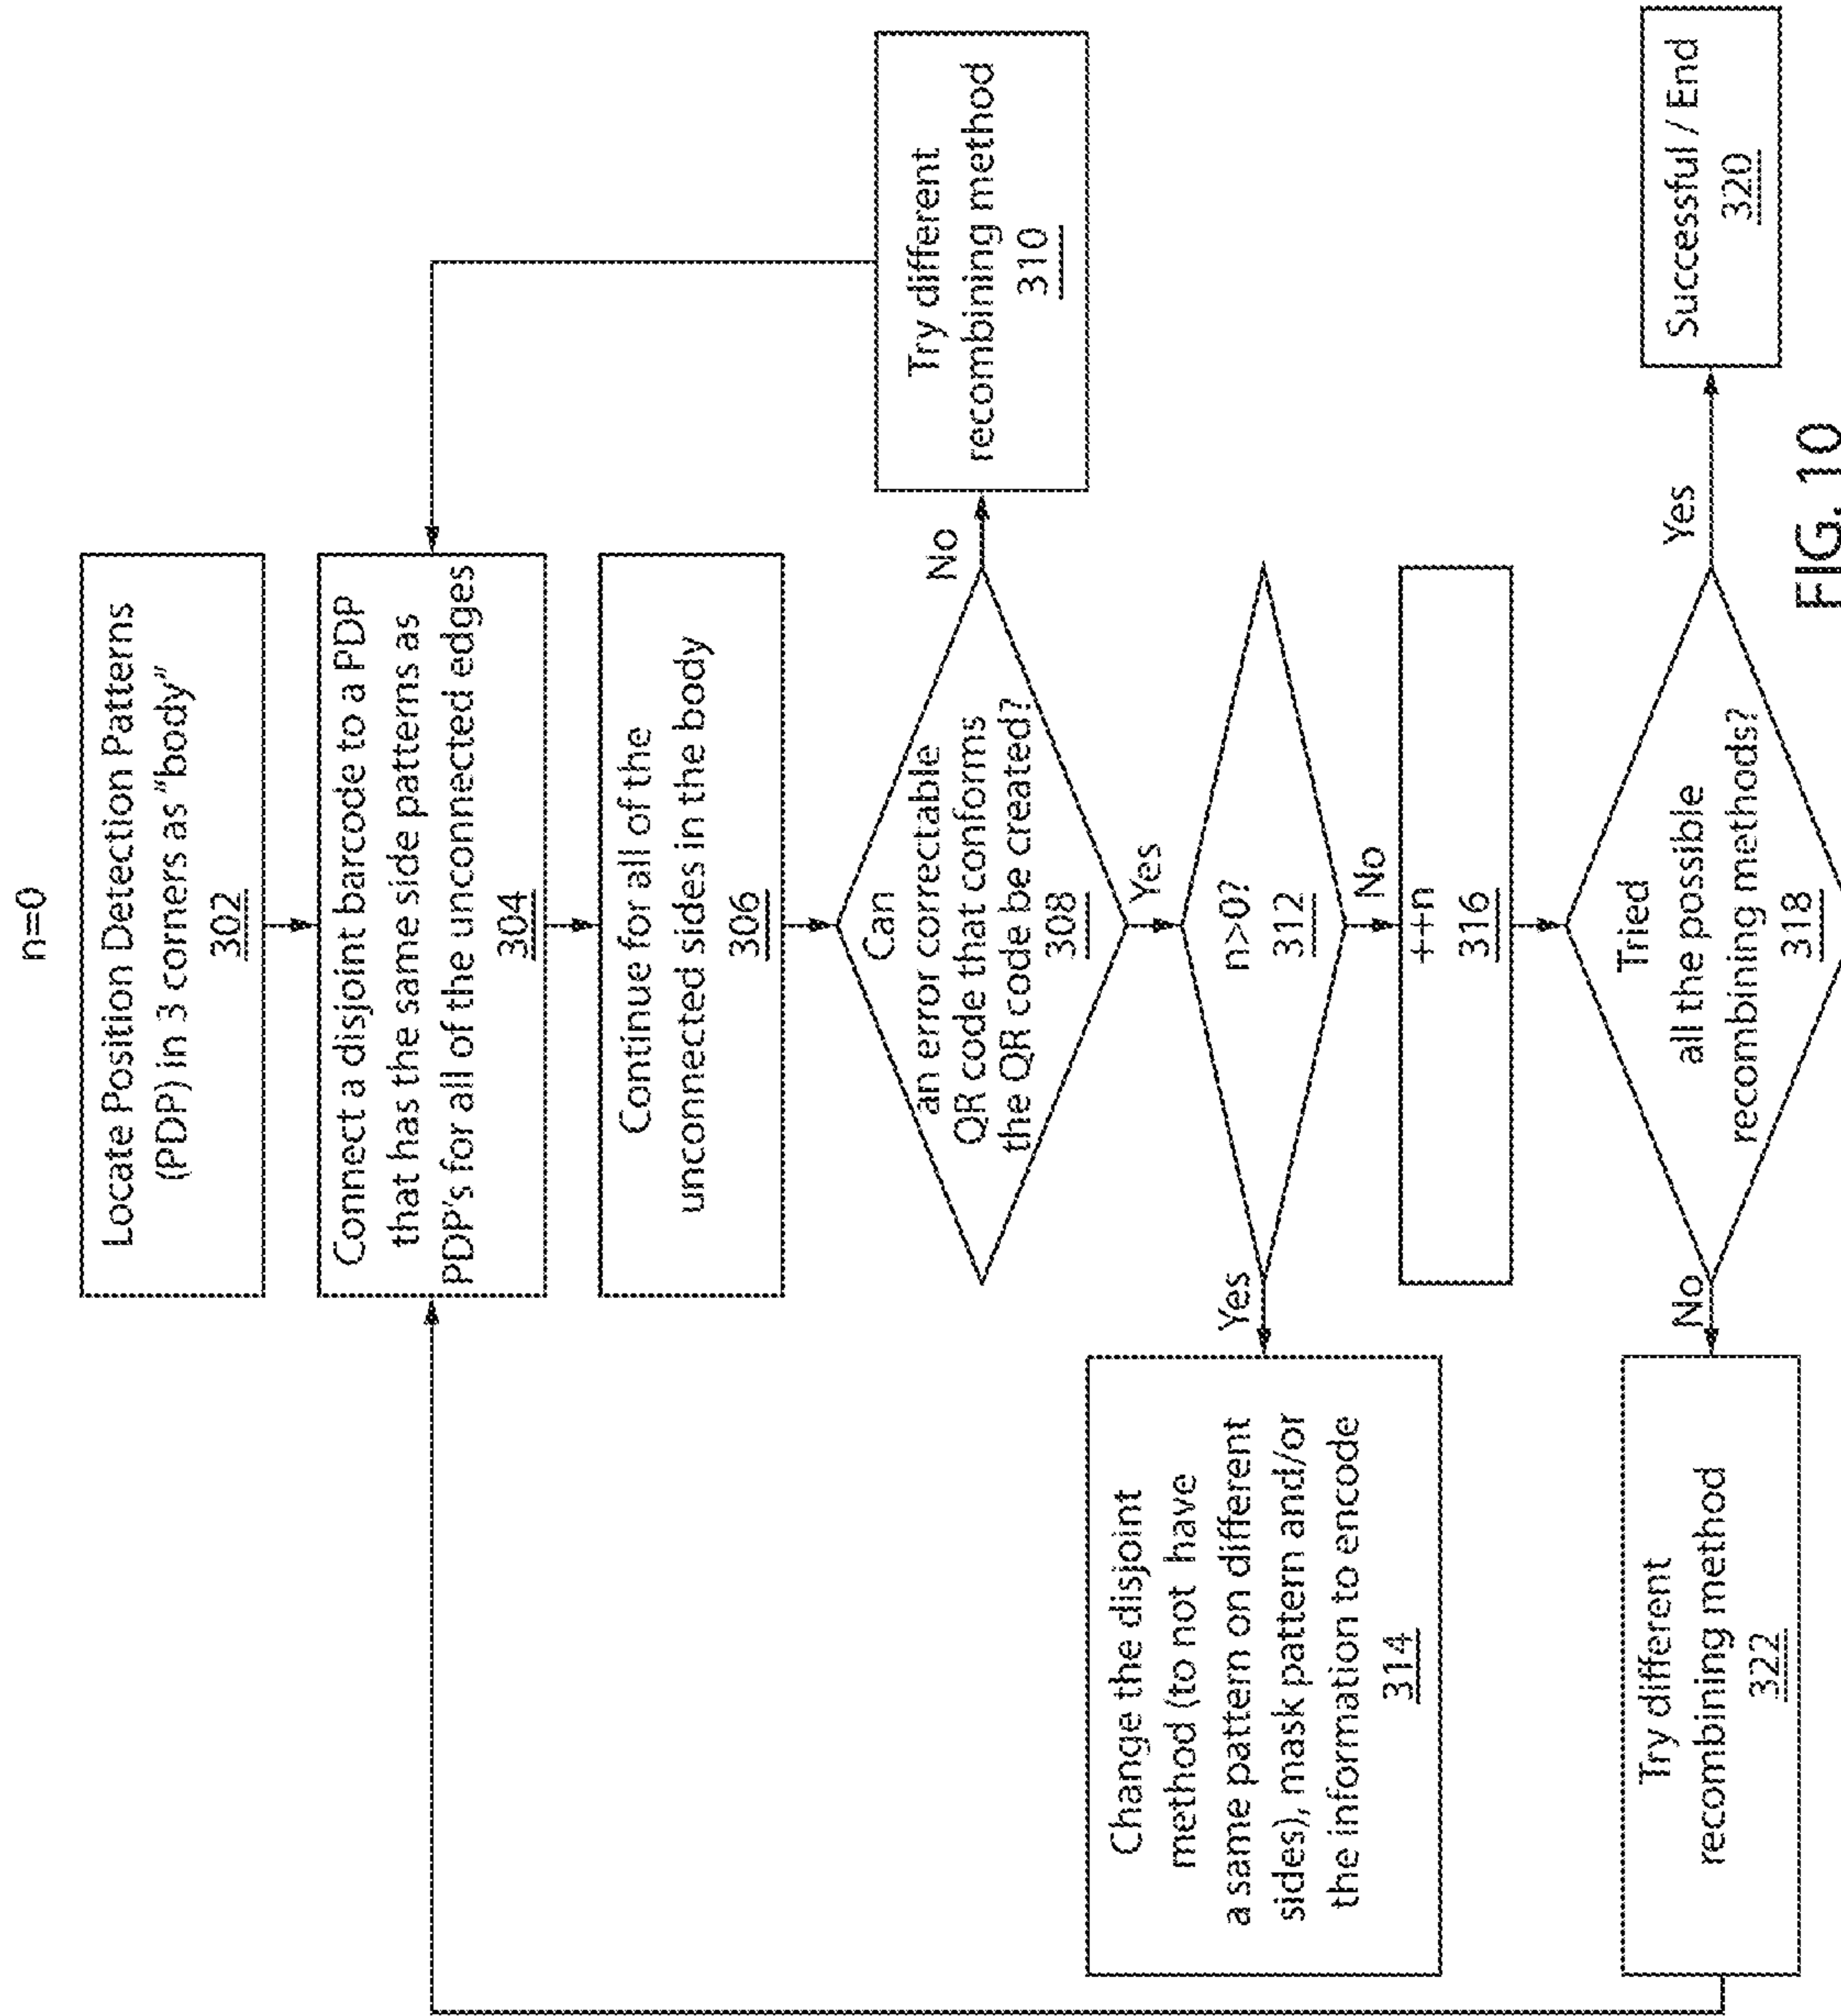 n=0
Locate Position Detection Patterns
(PDP) in 3 corners as "body"
302
Connect a disjoint barcode to a PDP
that has the same side patterns as
PDP's for all of the unconnected edges
304
Continue for all of the
unconnected sides in the body
306
Can
an error correctable
QR code that conforms
the QR code be created?
308
No
Try different
recombining method
310
Yes
n>0?
312
Yes
Change the disjoint
method (to not have
a same pattern on different
sides), mask pattern and/or
the information to encode
314
No
++n
316
Tried
all the possible
recombining methods?
318
Yes
Successful / End
320
No
Try different
recombining method
322
FIG. 10